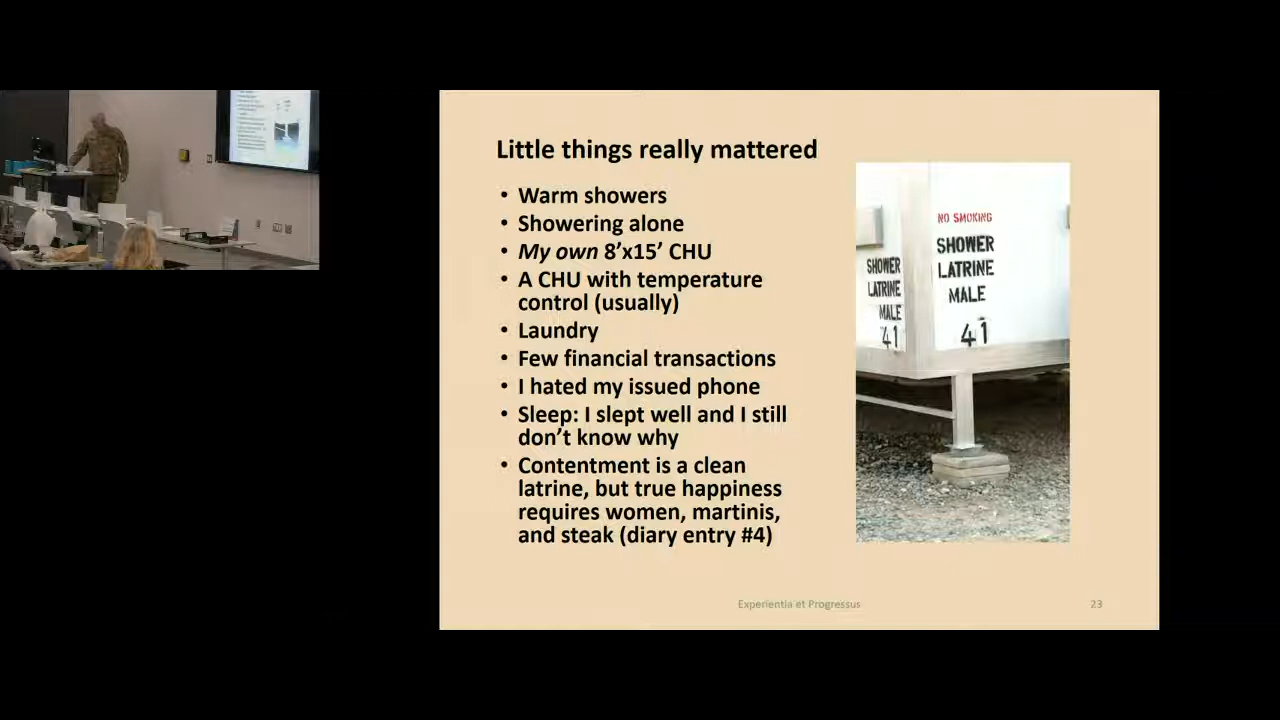 Little things really mattered
• Warm showers
• Showering alone
• My own 8’x15’ CHU
• A CHU with temperature
control (usually)
• Laundry
• Few financial transactions
• I hated my issued phone
• Sleep: I slept well and I still
don’t know why
• Contentment is a clean
latrine, but true happiness
requires women, martinis,
and steak (diary entry #4)
NO SMOKING
SHOWER
LATRINE
MALE
41
SHOWER
LATRINE
MALE
41
Experientia et Progressus
23